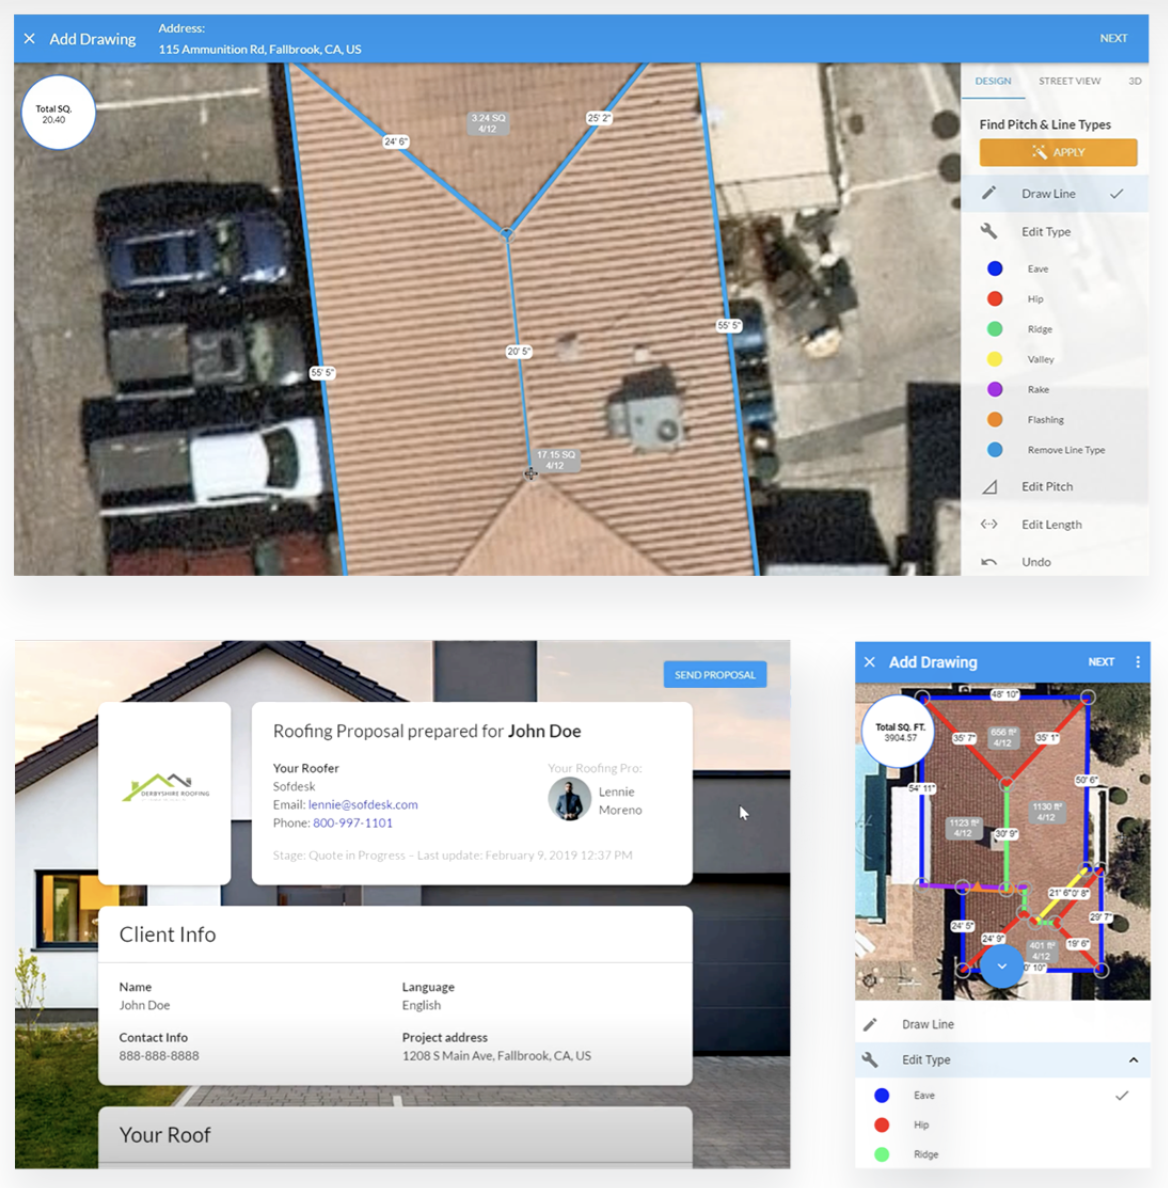 Add Drawing
Address:
115 Ammunition Rd, Fallbrook, CA, US
NEXT
Total SQ.
20.40
3.24 SQ
4/12
24' 6"
25' 2"
55' 5"
20' 5"
55' 5"
17.15 SQ
4/12
DESIGN
STREET VIEW
3D
Find Pitch & Line Types
APPLY
Draw Line
Edit Type
Eave
Hip
Ridge
Valley
Rake
Flashing
Remove Line Type
Edit Pitch
Edit Length
Undo
SEND PROPOSAL
DERBYSHIRE ROOFING
Roofing Proposal prepared for John Doe
Your Roofer
Sofdesk
Email: lennie@sofdesk.com
Phone: 800-997-1101
Your Roofing Pro:
Lennie
Moreno
Stage: Quote in Progress – Last update: February 9, 2019 12:37 PM
Client Info
Name
John Doe
Language
English
Contact Info
888-888-8888
Project address
1208 S Main Ave, Fallbrook, CA, US
Your Roof
Add Drawing
NEXT
Total SQ. FT.
3904.57
48' 10"
35' 7"
656 ft²
4/12
35' 1"
54' 11"
50' 6"
1130 ft²
4/12
1123 ft²
4/12
30' 9"
21' 6"
0' 8"
29' 7"
24' 5"
24' 9"
401 ft²
4/12
19' 6"
0' 10"
Draw Line
Edit Type
Eave
Hip
Ridge